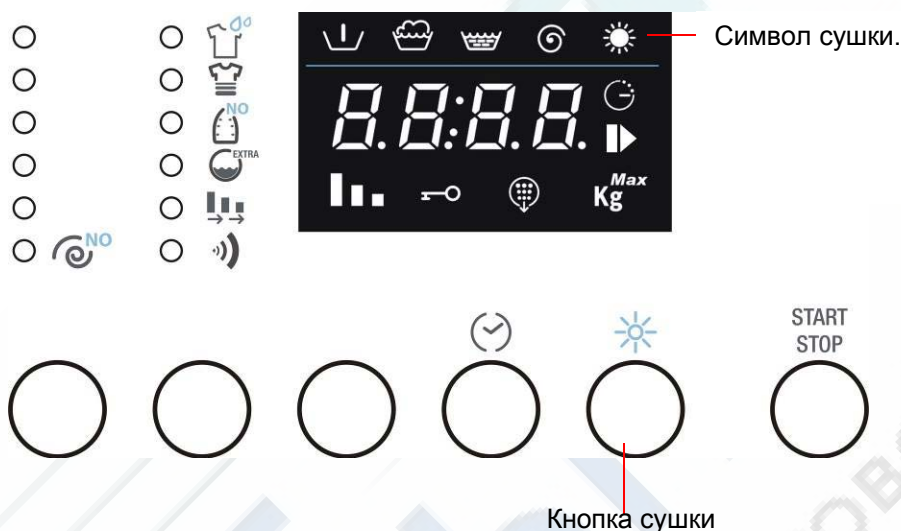 Символ сушки.
NO
EXTRA
8.8:8.8.
Max
Kg
NO
START
STOP
Кнопка сушки